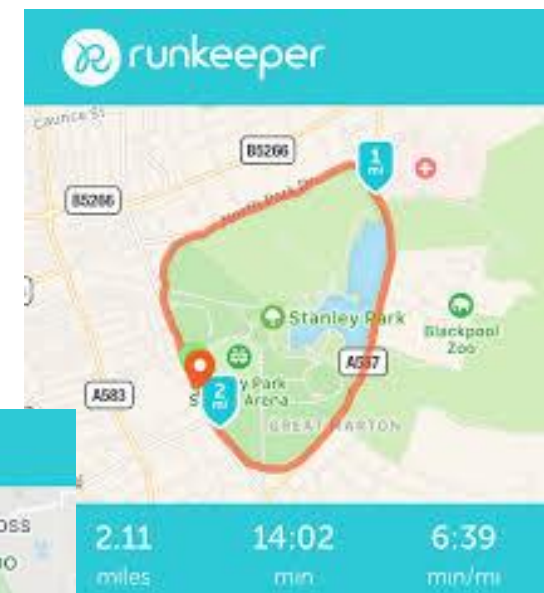 runkeeper
Caunce St
B5266
1
mi
B5266
North Park Dr
Stanley Park
Blackpool
Zoo
A587
2
mi
y Park
Arena
A583
GREAT MARTON
oss
oo
2.11
14:02
6:39
miles
min
min/mi